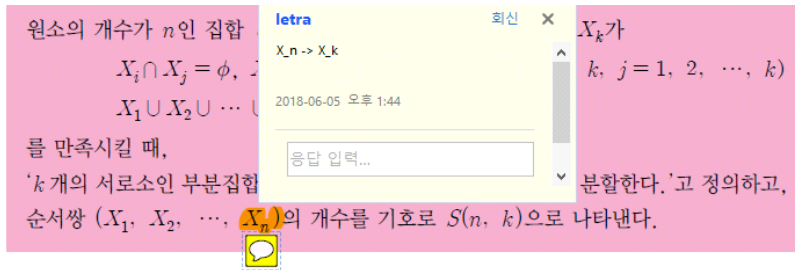 원소의 개수가 n인 집합
X_k가
X_i∩X_j=ϕ,
k, j=1, 2, ⋯, k)
X_1∪X_2∪ ⋯
를 만족시킬 때,
‘k개의 서로소인 부분집합
분할한다.’고 정의하고,
순서쌍 (X_1, X_2, ⋯, X_n)의 개수를 기호로 S(n, k)으로 나타낸다.
letra 회신
X_n -> X_k
2018-06-05 오후 1:44
응답 입력...